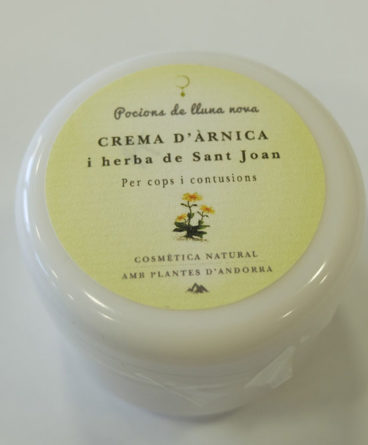 Pocions de lluna nova
CREMA D'ÀRNICA
i herba de Sant Joan
Per cops i contusions
COSMÈTICA NATURAL
AMB PLANTES D'ANDORRA